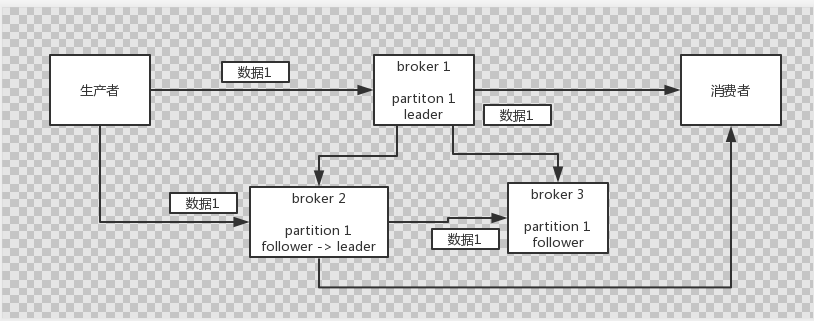 生产者
数据1
broker 1
partiton 1
leader
数据1
消费者
数据1
broker 2
partition 1
follower -> leader
数据1
broker 3
partition 1
follower